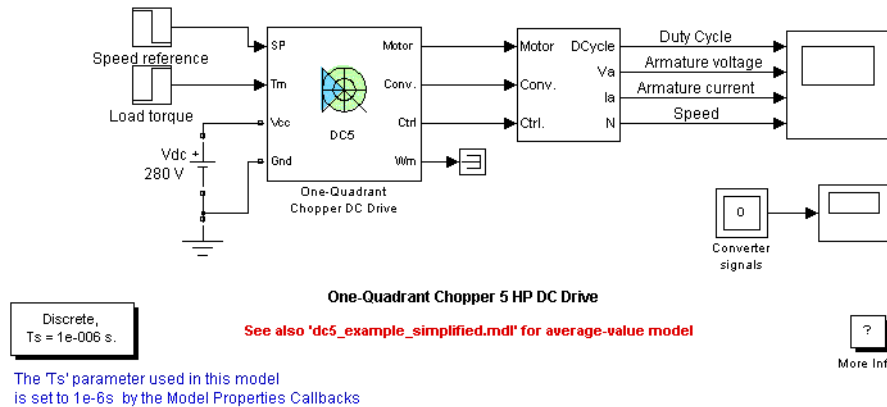 Speed reference
Load torque
Vdc +
280 V
SP
Tm
Vcc
Gnd
DC5
Motor
Conv.
Ctrl
Wm
One-Quadrant
Chopper DC Drive
Motor
Conv.
Ctrl.
DCycle
Va
Ia
N
Duty Cycle
Armature voltage
Armature current
Speed
0
Converter
signals
One-Quadrant Chopper 5 HP DC Drive
See also 'dc5_example_simplified.mdl' for average-value model
Discrete,
Ts = 1e-006 s.
The 'Ts' parameter used in this model
is set to 1e-6s by the Model Properties Callbacks
?
More Inf